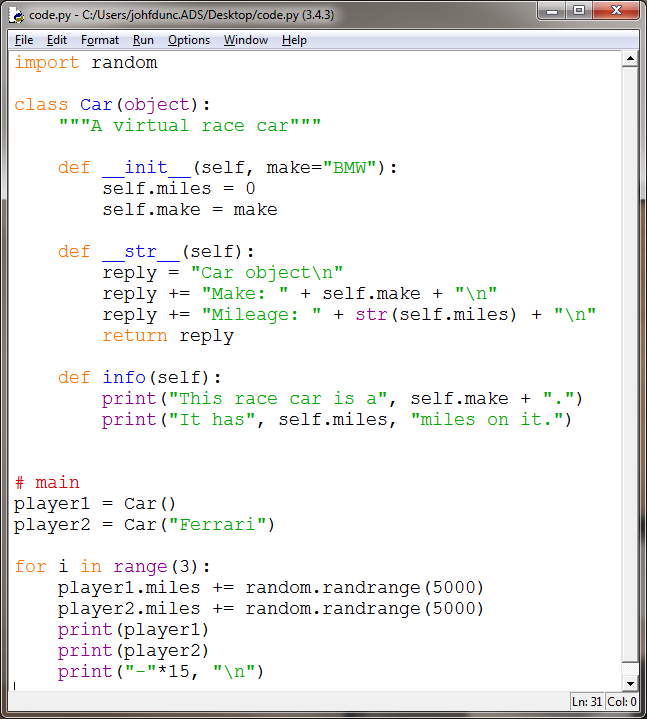 code.py - C:/Users/johfdunc.ADS/Desktop/code.py (3.4.3)
File Edit Format Run Options Window Help
import random

class Car(object):
    """A virtual race car"""

    def __init__(self, make="BMW"):
        self.miles = 0
        self.make = make

    def __str__(self):
        reply = "Car object\n"
        reply += "Make: " + self.make + "\n"
        reply += "Mileage: " + str(self.miles) + "\n"
        return reply

    def info(self):
        print("This race car is a", self.make + ".")
        print("It has", self.miles, "miles on it.")


# main
player1 = Car()
player2 = Car("Ferrari")

for i in range(3):
    player1.miles += random.randrange(5000)
    player2.miles += random.randrange(5000)
    print(player1)
    print(player2)
    print("-"*15, "\n")
Ln: 31 Col: 0